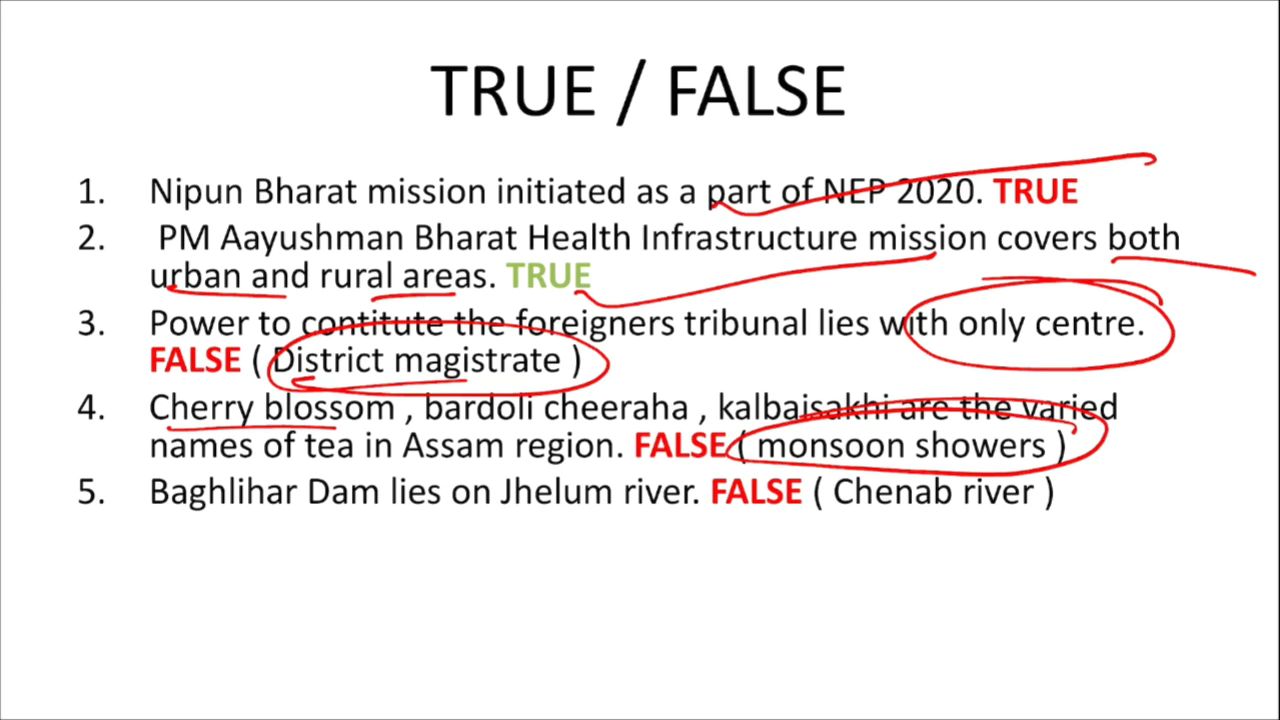 TRUE / FALSE
1. Nipun Bharat mission initiated as a part of NEP 2020. TRUE
2. PM Aayushman Bharat Health Infrastructure mission covers both
urban and rural areas. TRUE
3. Power to contitute the foreigners tribunal lies with only centre.
FALSE ( District magistrate )
4. Cherry blossom , bardoli cheeraha , kalbaisakhi are the varied
names of tea in Assam region. FALSE ( monsoon showers )
5. Baghlihar Dam lies on Jhelum river. FALSE ( Chenab river )